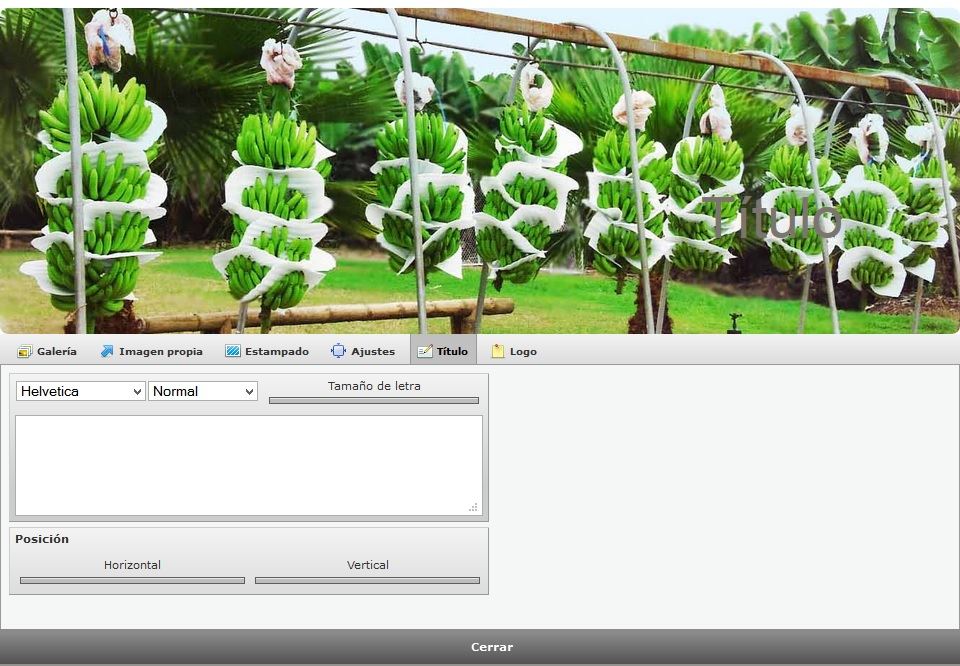 Título
Galería
Imagen propia
Estampado
Ajustes
Título
Logo
Helvetica
Normal
Tamaño de letra
Posición
Horizontal
Vertical
Cerrar